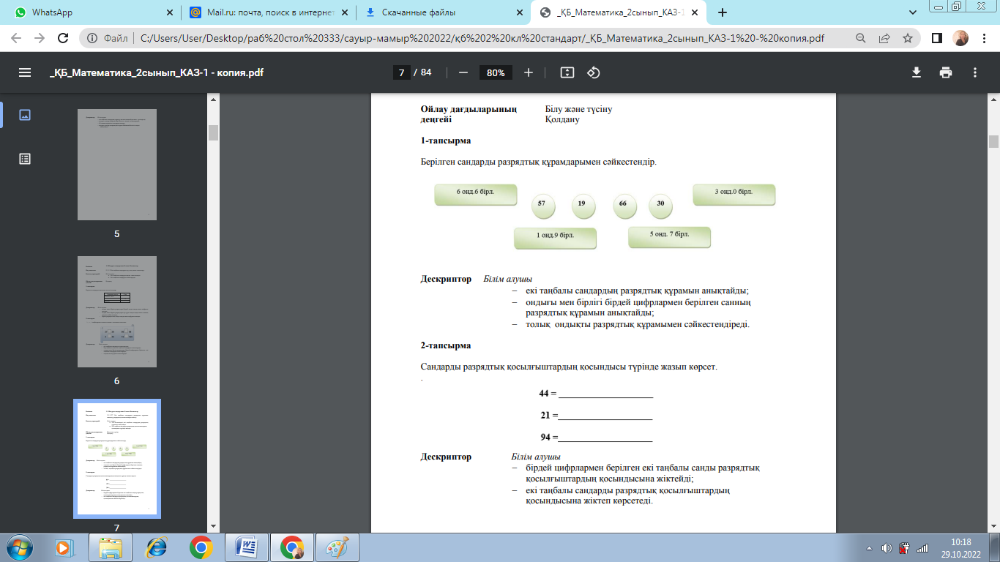 WhatsApp
Mail.ru: почта, поиск в интернет
Скачанные файлы
_ҚБ_Математика_2сынып_КАЗ-1
Файл
C:/Users/User/Desktop/раб%20стол%20333/сауыр-мамыр%202022/қб%202%20кл%20стандарт/_ҚБ_Математика_2сынып_КАЗ-1%20-%20копия.pdf
_ҚБ_Математика_2сынып_КАЗ-1 - копия.pdf
7 / 84
80%
5
6
7
Ойлау дағдыларының деңгейі
Білу және түсіну
Қолдану
1-тапсырма
Берілген сандарды разрядтық құрамдарымен сәйкестендір.
6 онд.6 бірл.
3 онд.0 бірл.
57 19 66 30
1 онд.9 бірл.
5 онд. 7 бірл.
Дескриптор Білім алушы
– екі таңбалы сандардың разрядтық құрамын анықтайды;
– ондығы мен бірлігі бірдей цифрлармен берілген санның
разрядтық құрамын анықтайды;
– толық ондықты разрядтық құрамымен сәйкестендіреді.
2-тапсырма
Сандарды разрядтық қосылғыштардың қосындысы түрінде жазып көрсет.
.
44 = ____________________
21 =____________________
94 =____________________
Дескриптор Білім алушы
– бірдей цифрлармен берілген екі таңбалы санды разрядтық
қосылғыштардың қосындысына жіктейді;
– екі таңбалы сандарды разрядтық қосылғыштардың
қосындысына жіктеп көрсетеді.
10:18
29.10.2022